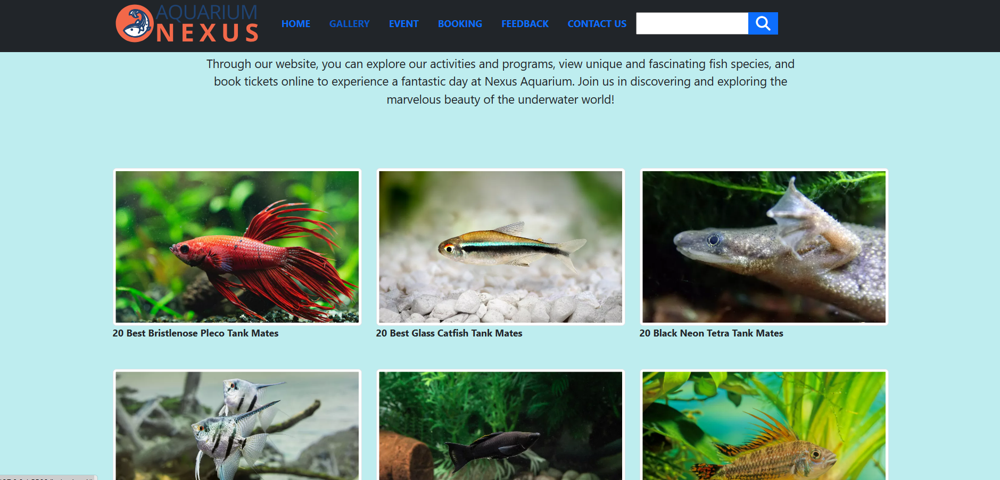 AQUARIUM
NEXUS
HOME GALLERY EVENT BOOKING FEEDBACK CONTACT US
Through our website, you can explore our activities and programs, view unique and fascinating fish species, and
book tickets online to experience a fantastic day at Nexus Aquarium. Join us in discovering and exploring the
marvelous beauty of the underwater world!
20 Best Bristlenose Pleco Tank Mates
20 Best Glass Catfish Tank Mates
20 Black Neon Tetra Tank Mates